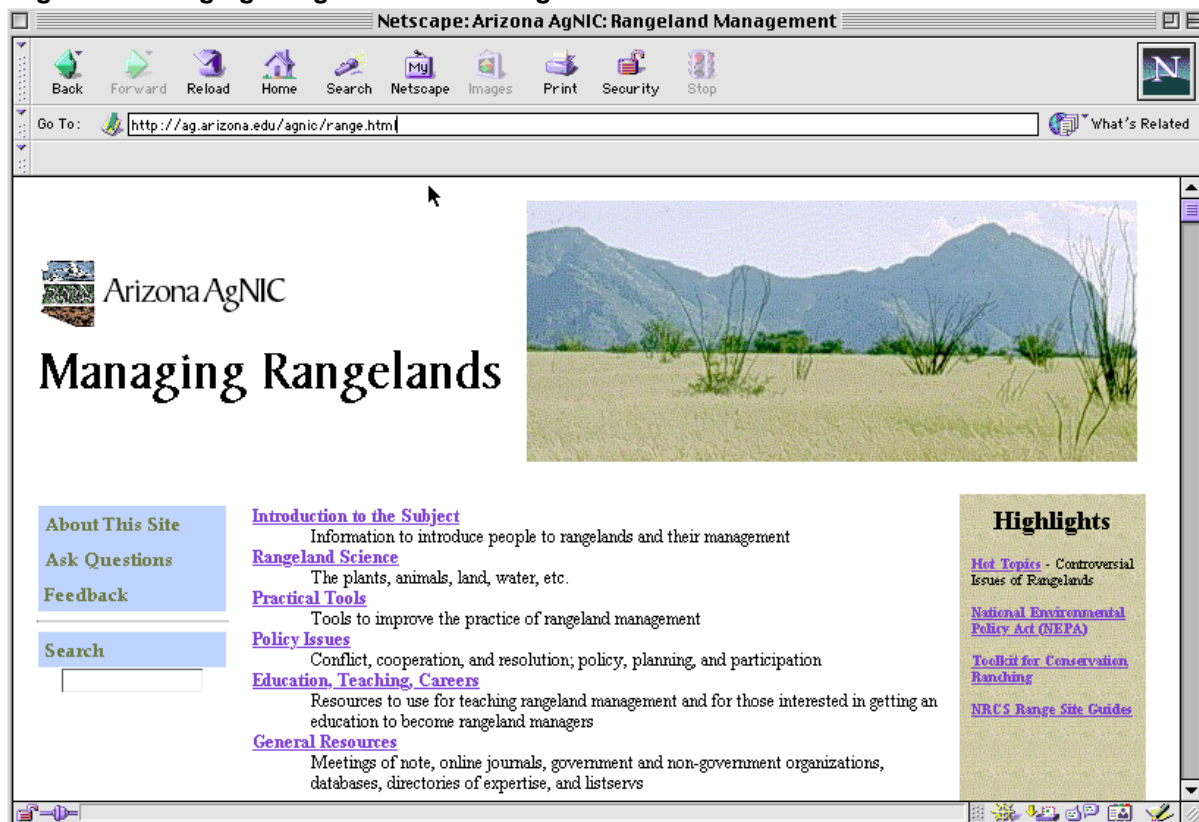 Netscape: Arizona AgNIC: Rangeland Management
Back Forward Reload Home Search Netscape Images Print Security Stop
My
N
Go To: http://ag.arizona.edu/agnic/range.html What's Related
Arizona AgNIC
Managing Rangelands
About This Site
Ask Questions
Feedback
Search
Introduction to the Subject
Information to introduce people to rangelands and their management
Rangeland Science
The plants, animals, land, water, etc.
Practical Tools
Tools to improve the practice of rangeland management
Policy Issues
Conflict, cooperation, and resolution; policy, planning, and participation
Education, Teaching, Careers
Resources to use for teaching rangeland management and for those interested in getting an
education to become rangeland managers
General Resources
Meetings of note, online journals, government and non-government organizations,
databases, directories of expertise, and listservs
Highlights
Hot Topics - Controversial
Issues of Rangelands
National Environmental
Policy Act (NEPA)
Toolkit for Conservation
Ranching
NRCS Range Site Guides